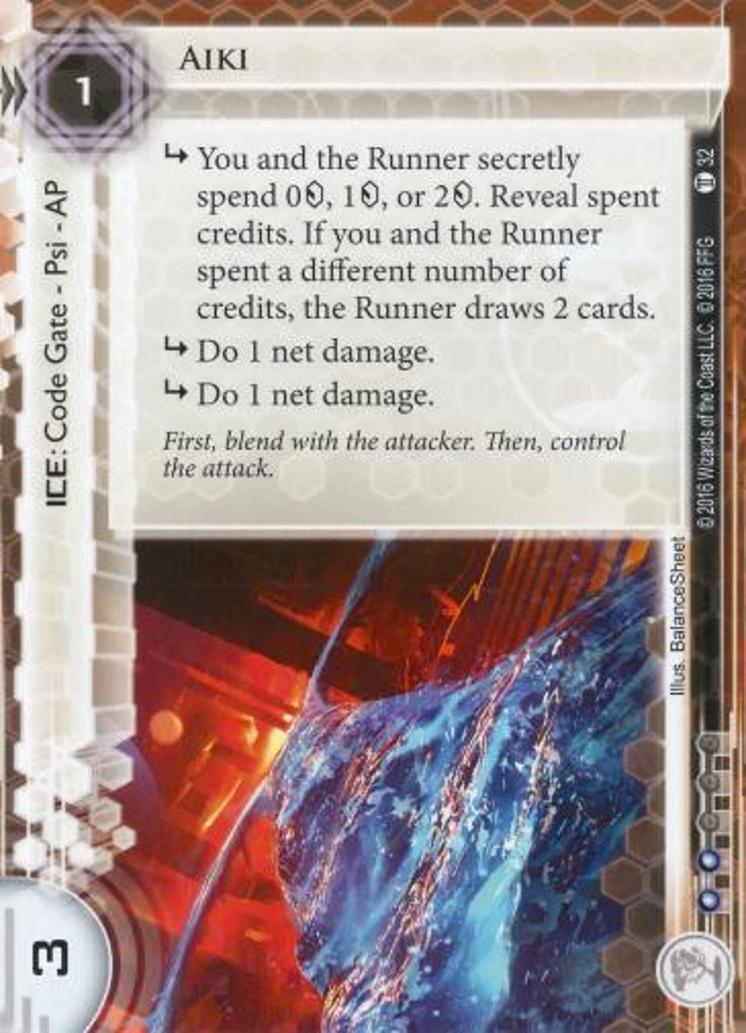 1
AIKI
ICE: Code Gate - Psi - AP
↳ You and the Runner secretly
spend 0, 1, or 2. Reveal spent
credits. If you and the Runner
spent a different number of
credits, the Runner draws 2 cards.
↳ Do 1 net damage.
↳ Do 1 net damage.
First, blend with the attacker. Then, control
the attack.
32
© 2016 Wizards of the Coast LLC. © 2016 FFG
Illus. BalanceSheet
3